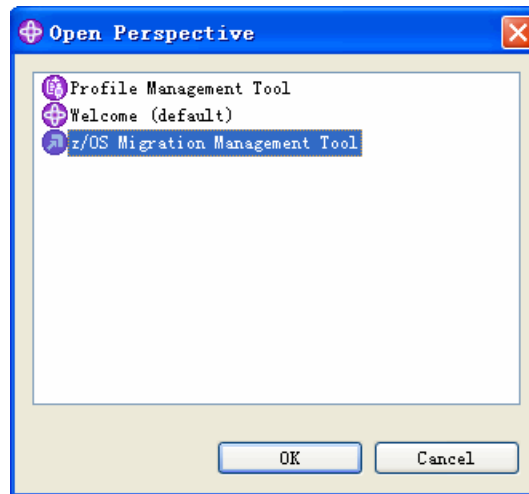 Open Perspective
Profile Management Tool
Welcome (default)
z/OS Migration Management Tool
OK
Cancel